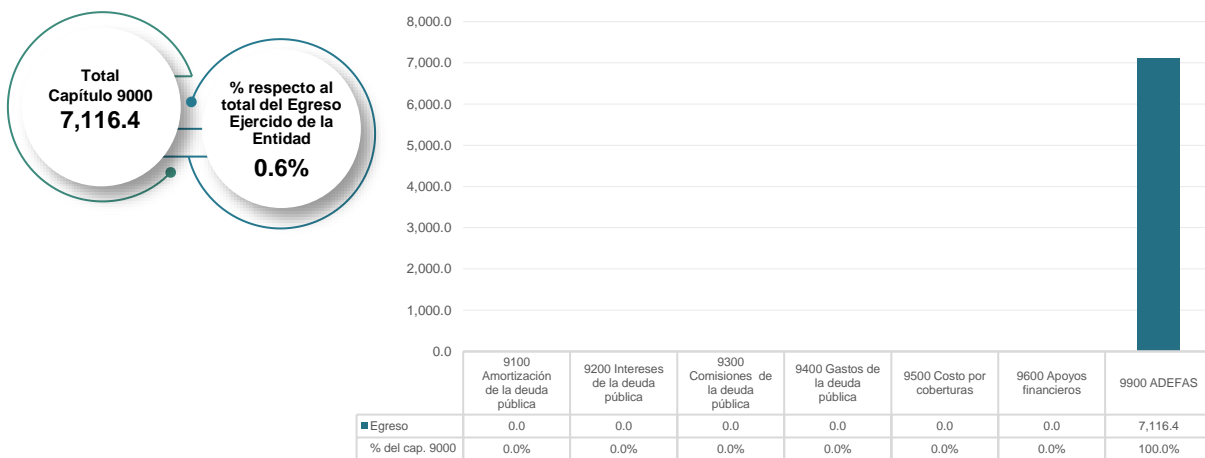 Total
Capítulo 9000
7,116.4
% respecto al
total del Egreso
Ejercido de la
Entidad
0.6%
8,000.0
7,000.0
6,000.0
5,000.0
4,000.0
3,000.0
2,000.0
1,000.0
0.0
9100
Amortización
de la deuda
pública
9200 Intereses
de la deuda
pública
9300
Comisiones de
la deuda
pública
9400 Gastos de
la deuda
pública
9500 Costo por
coberturas
9600 Apoyos
financieros
9900 ADEFAS
Egreso 0.0 0.0 0.0 0.0 0.0 0.0 7,116.4
% del cap. 9000 0.0% 0.0% 0.0% 0.0% 0.0% 0.0% 100.0%